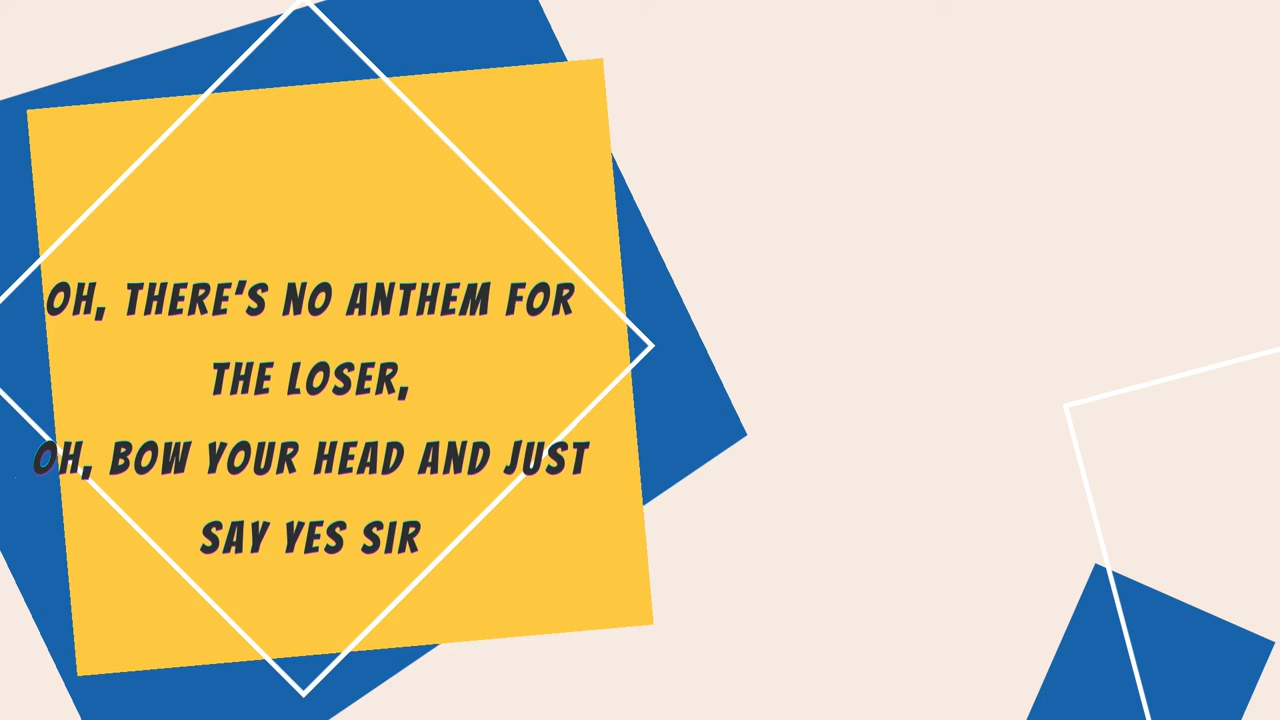 OH, THERE'S NO ANTHEM FOR
THE LOSER,
OH, BOW YOUR HEAD AND JUST
SAY YES SIR